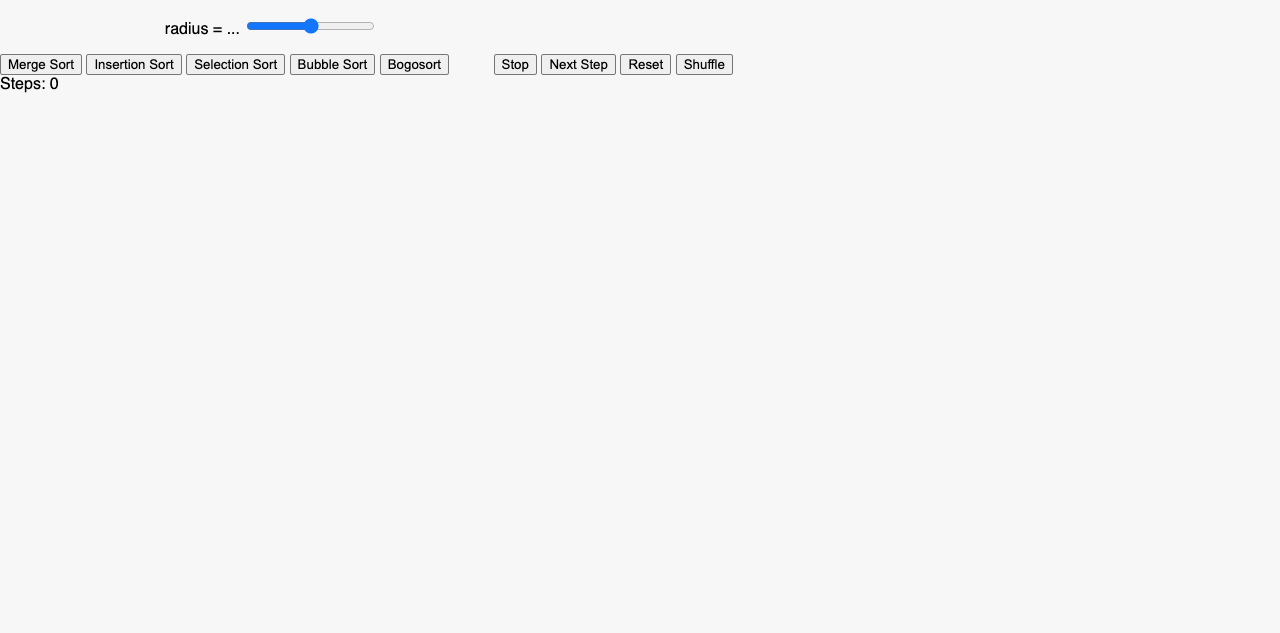 radius = ...
Merge Sort Insertion Sort Selection Sort Bubble Sort Bogosort Stop Next Step Reset Shuffle
Steps: 0